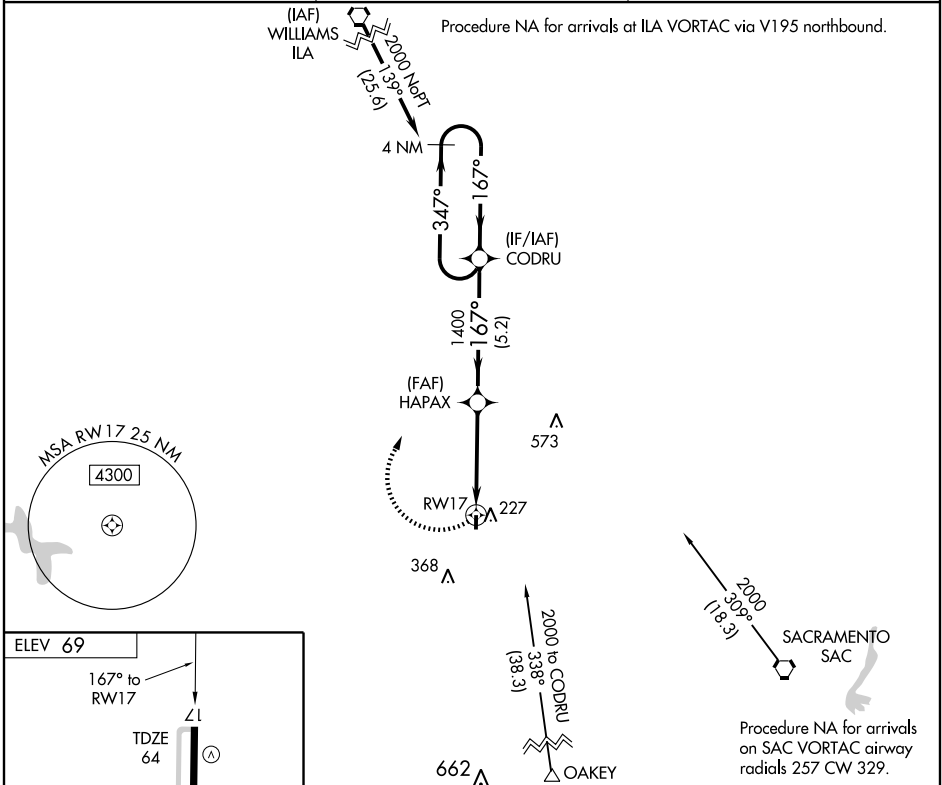 (IAF)
WILLIAMS
ILA
Procedure NA for arrivals at ILA VORTAC via V195 northbound.
2000 NoPT
139°
(25.6)
4 NM
347°
167°
(IF/IAF)
CODRU
1400
167°
(5.2)
(FAF)
HAPAX
573
MSA RW17 25 NM
4300
RW17
227
368
2000 to CODRU
338°
(38.3)
2000
309°
(18.3)
SACRAMENTO
SAC
ELEV 69
167° to
RW17
17
TDZE
64
662
OAKEY
Procedure NA for arrivals
on SAC VORTAC airway
radials 257 CW 329.